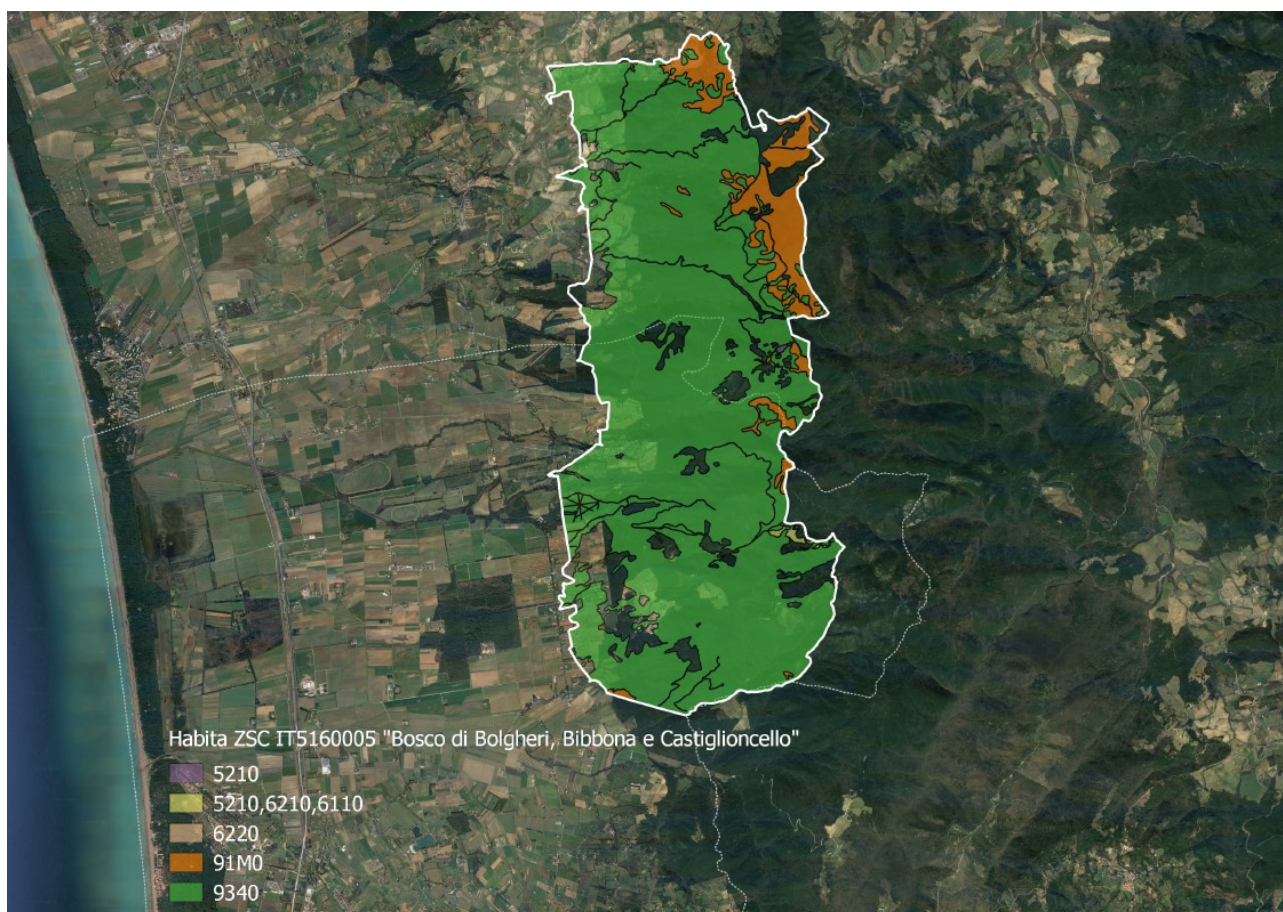 Habita ZSC IT5160005 "Bosco di Bolgheri, Bibbona e Castiglioncello"
5210
5210,6210,6110
6220
91M0
9340